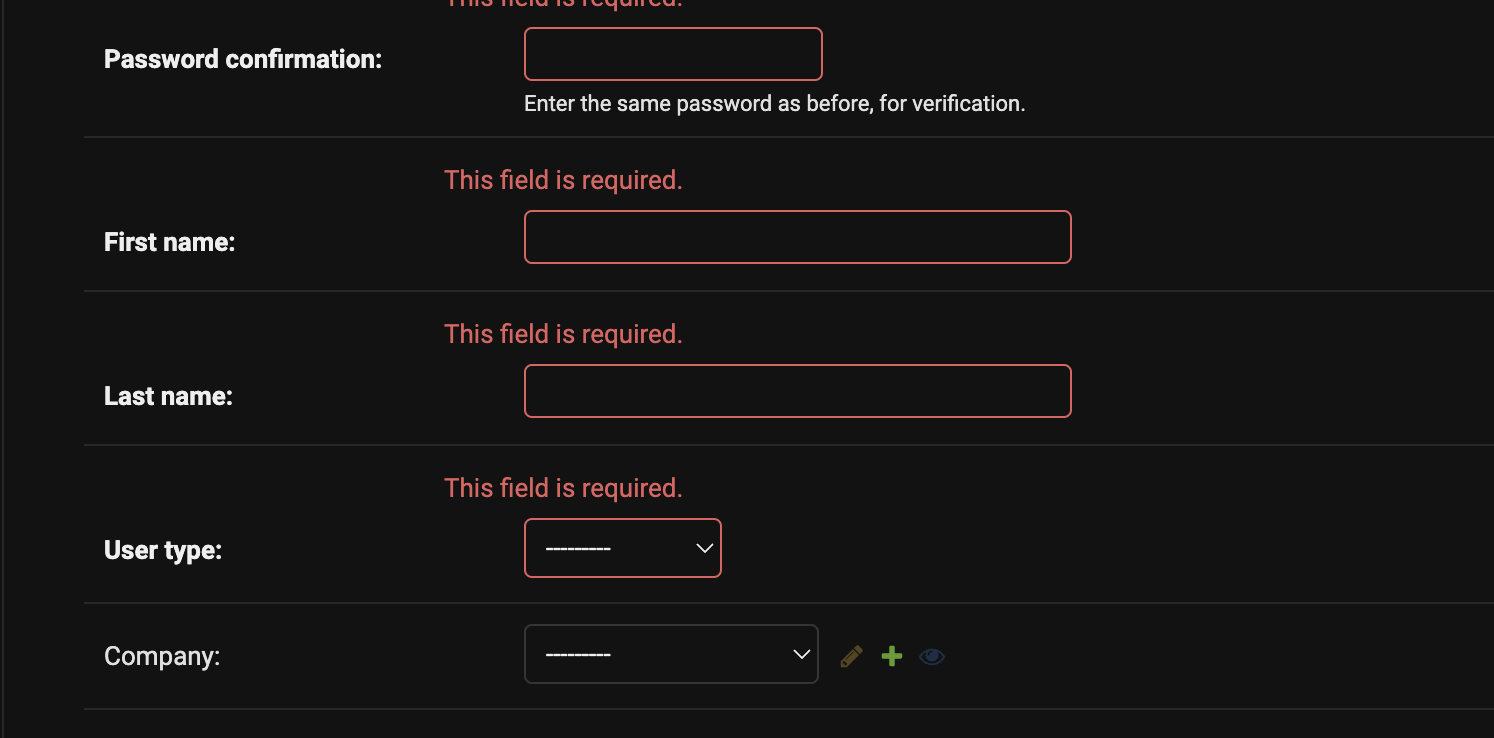 This field is required.
Password confirmation:
Enter the same password as before, for verification.
This field is required.
First name:
This field is required.
Last name:
This field is required.
User type:
---------
Company:
---------